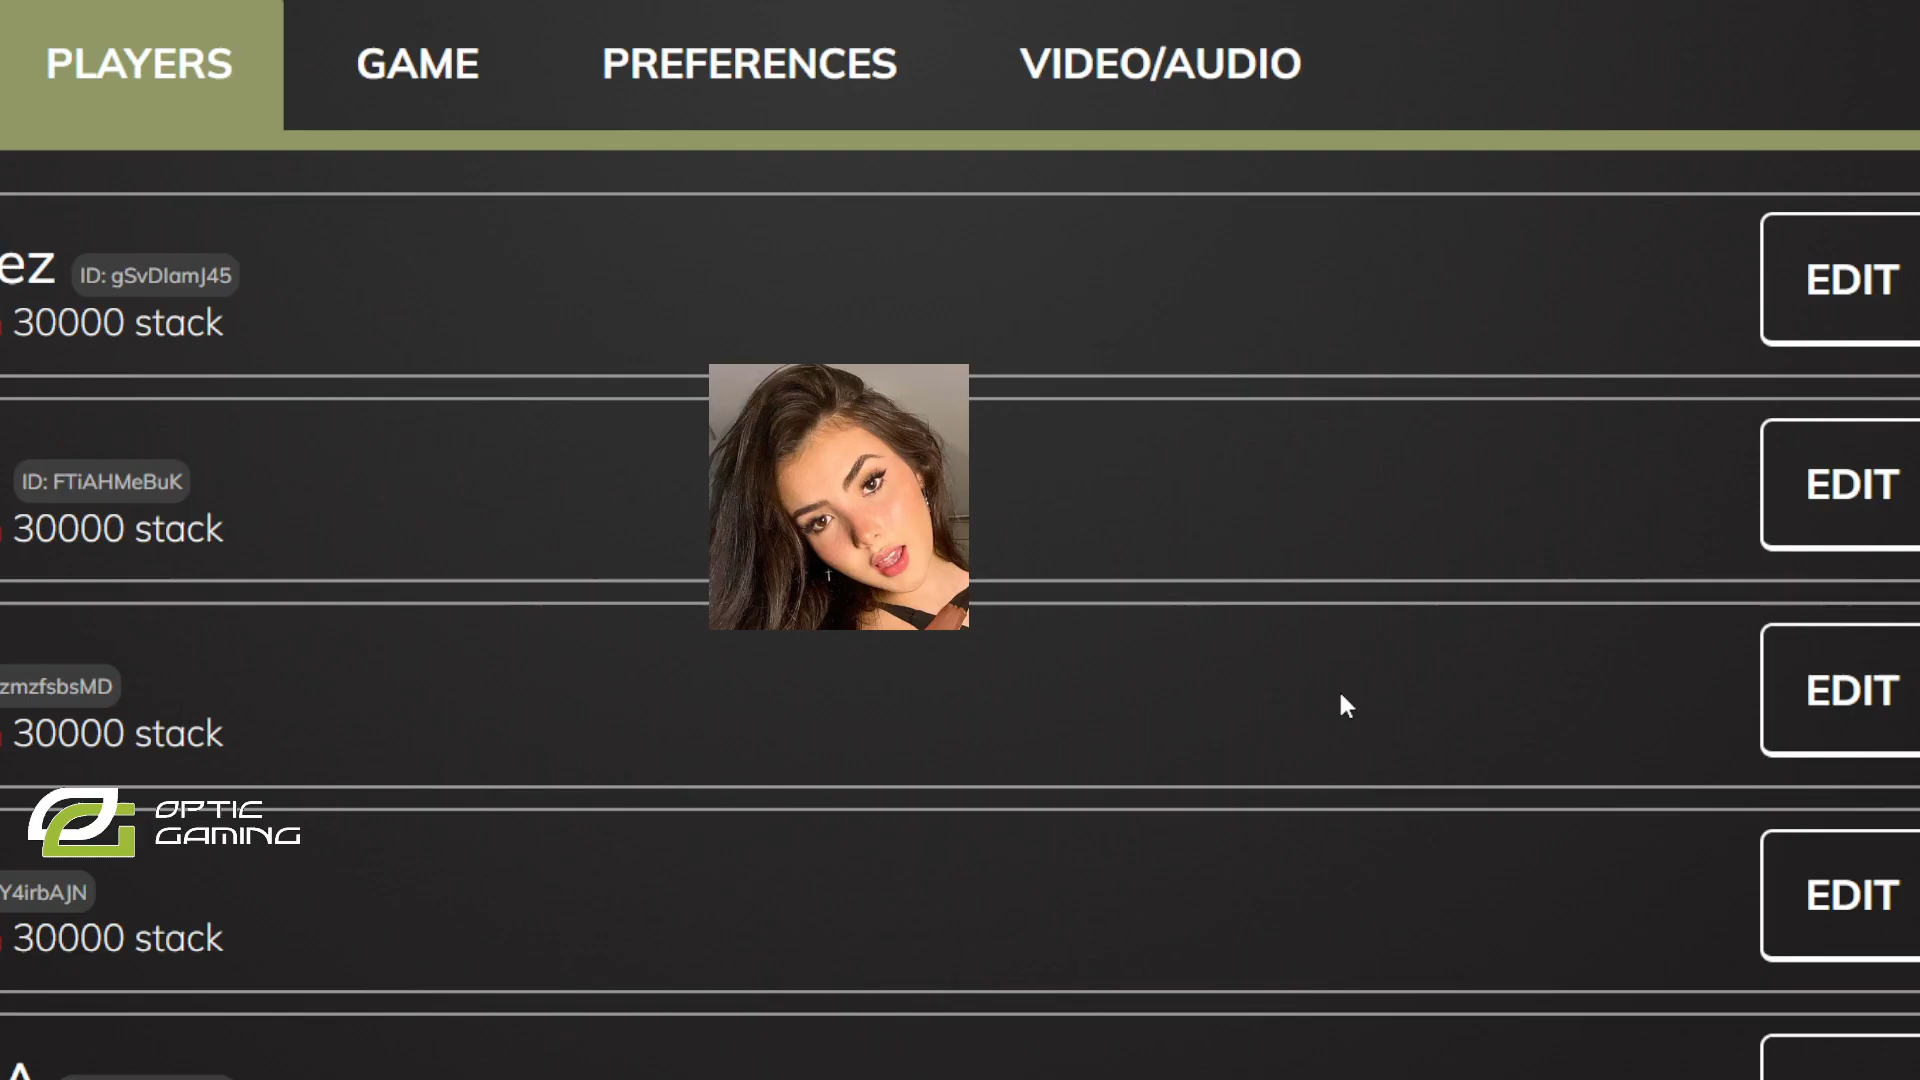 PLAYERS GAME PREFERENCES VIDEO/AUDIO
ez ID: gSvDIamJ45
30000 stack
EDIT
ID: FTiAHMeBuK
30000 stack
EDIT
zmzfsbsMD
30000 stack
EDIT
OPTIC
GAMING
Y4irbAJN
30000 stack
EDIT